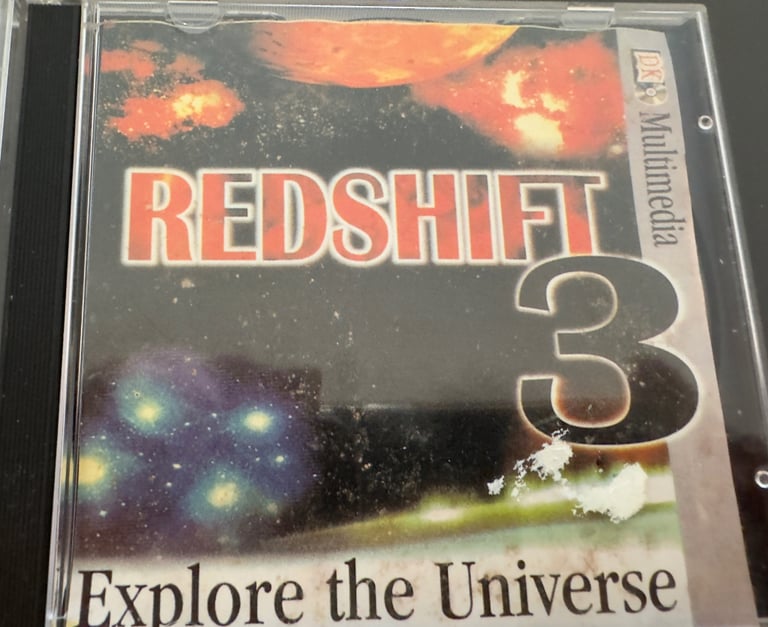 DK
Multimedia
REDSHIFT
3
Explore the Universe